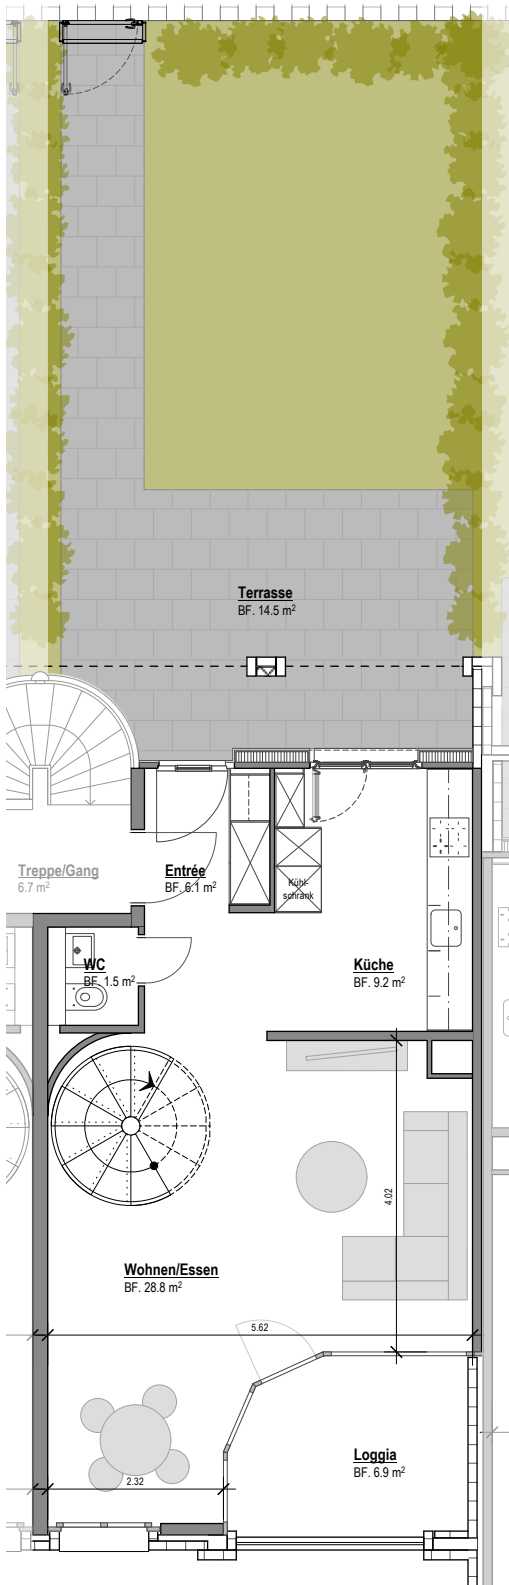 Terrasse
BF. 14.5 m²
Treppe/Gang
6.7 m²
Entrée
BF. 6.1 m²
Kühl-
schrank
WC
BF. 1.5 m²
Küche
BF. 9.2 m²
4.02
Wohnen/Essen
BF. 28.8 m²
5.62
Loggia
BF. 6.9 m²
2.32